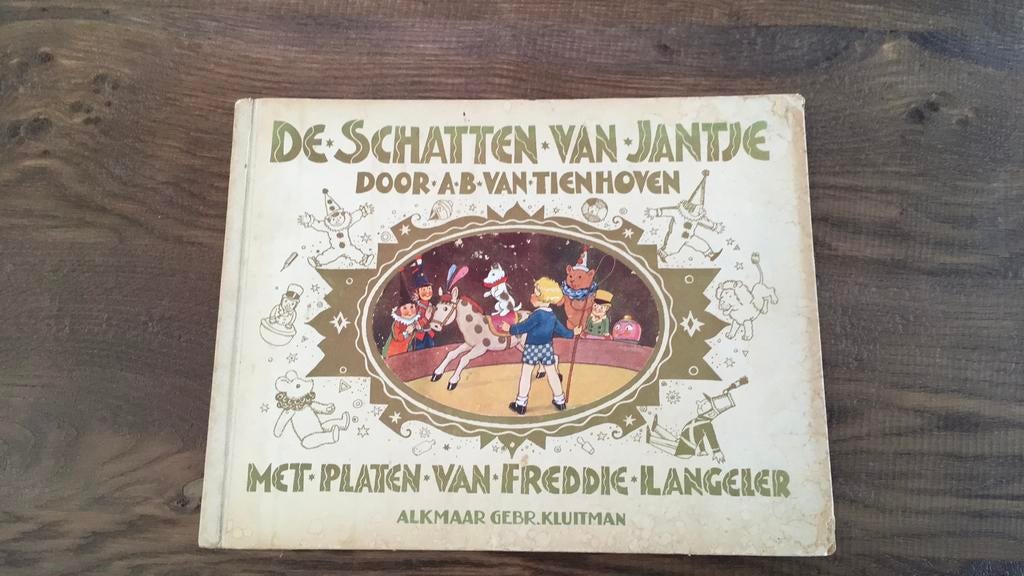 DE·SCHATTEN·VAN·JANTJE
DOOR·A·B·VAN·TIENHOVEN
MET·PLATEN·VAN·FREDDIE·LANGELER
ALKMAAR GEBR. KLUITMAN